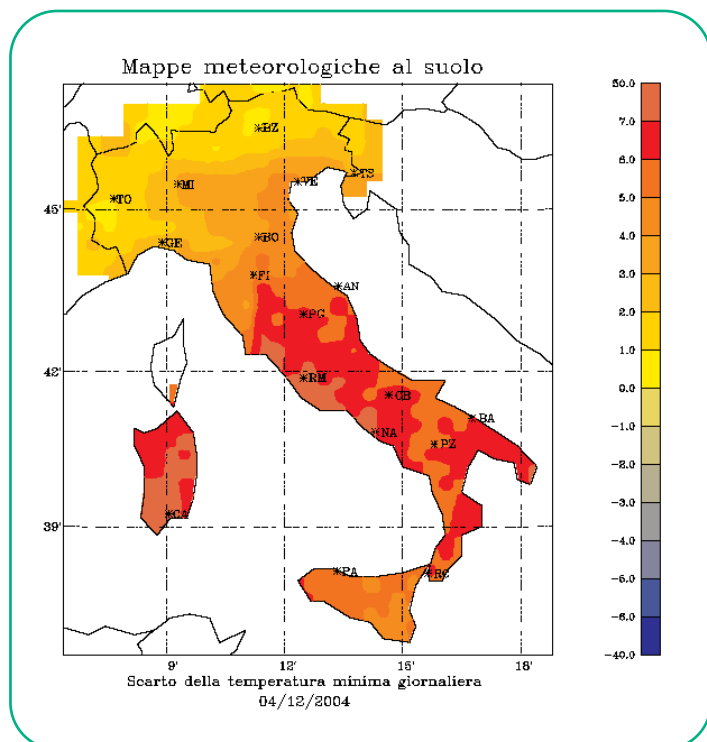 Mappe meteorologiche al suolo
50.0
7.0
6.0
5.0
4.0
3.0
2.0
1.0
0.0
-1.0
-2.0
-3.0
-4.0
-5.0
-6.0
-40.0
*BZ
*TS
*VE
*MI
*TO
45'
*BO
*GE
*FI
*AN
*PG
42'
*RM
*CB
*BA
*NA
*PZ
39'
*CA
*PA
*RC
9' 12' 15' 18'
Scarto della temperatura minima giornaliera
04/12/2004